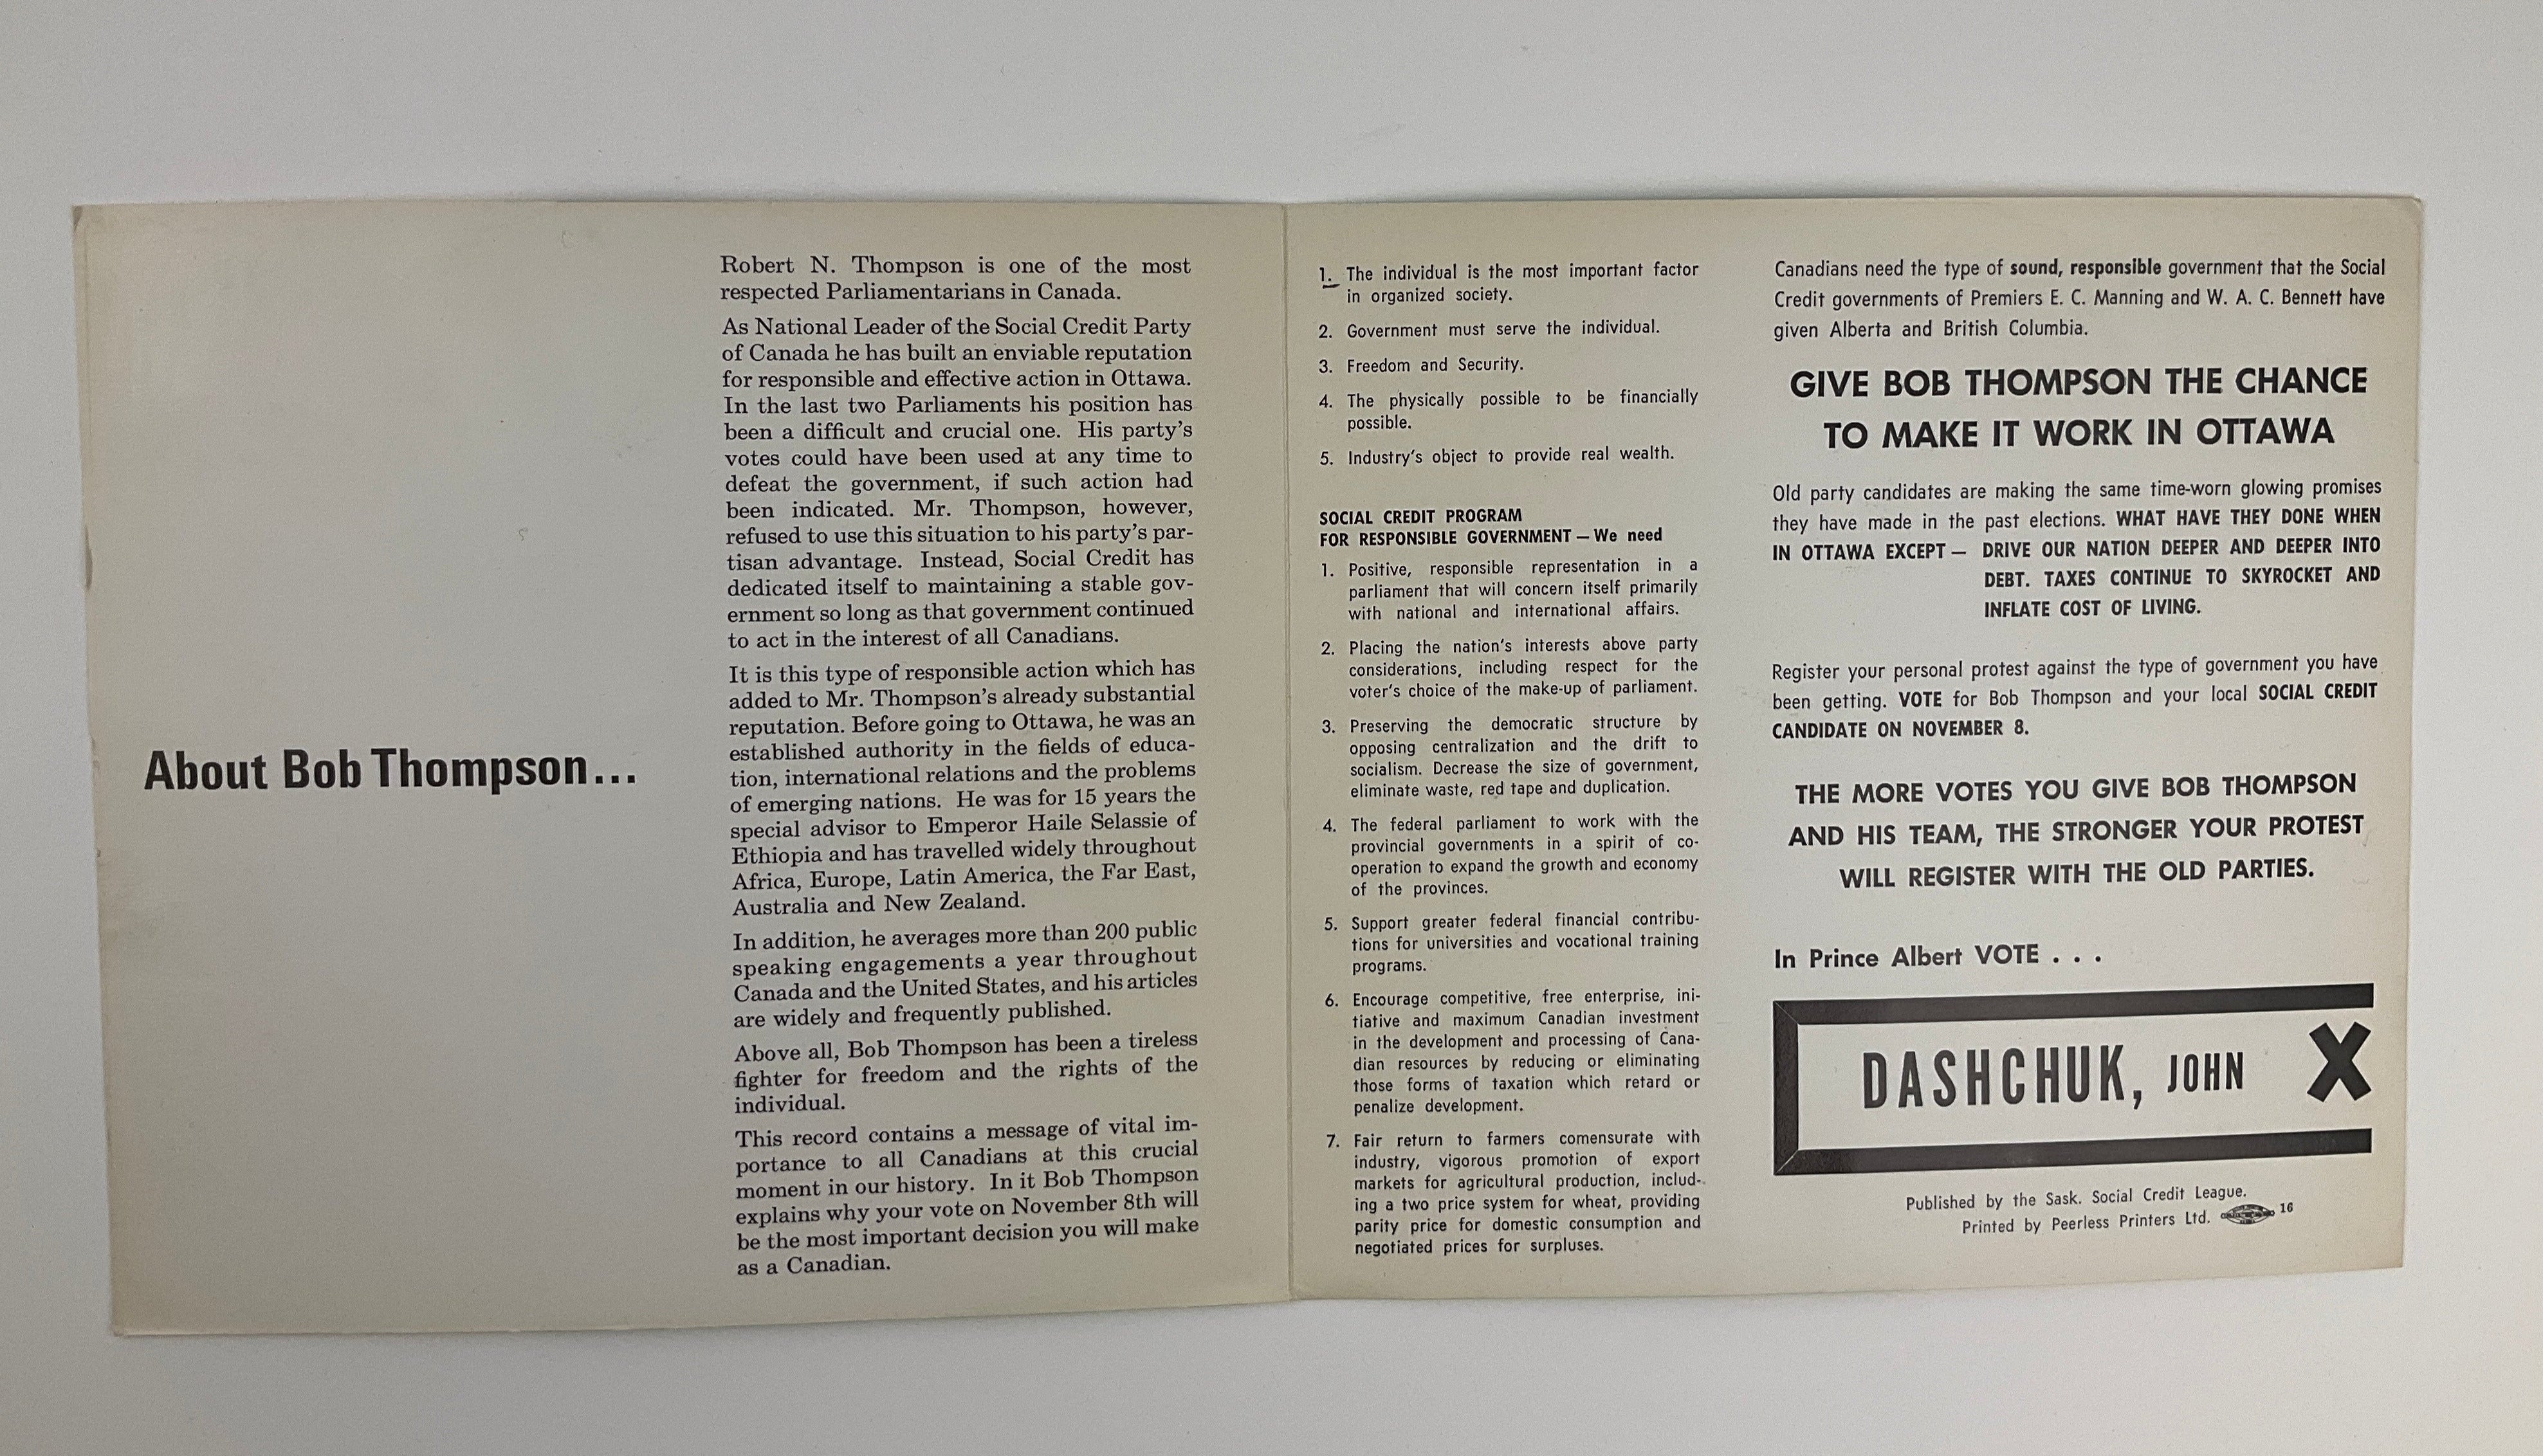 About Bob Thompson...
Robert N. Thompson is one of the most
respected Parliamentarians in Canada.
As National Leader of the Social Credit Party
of Canada he has built an enviable reputation
for responsible and effective action in Ottawa.
In the last two Parliaments his position has
been a difficult and crucial one. His party's
votes could have been used at any time to
defeat the government, if such action had
been indicated. Mr. Thompson, however,
refused to use this situation to his party's par-
tisan advantage. Instead, Social Credit has
dedicated itself to maintaining a stable gov-
ernment so long as that government continued
to act in the interest of all Canadians.
It is this type of responsible action which has
added to Mr. Thompson's already substantial
reputation. Before going to Ottawa, he was an
established authority in the fields of educa-
tion, international relations and the problems
of emerging nations. He was for 15 years the
special advisor to Emperor Haile Selassie of
Ethiopia and has travelled widely throughout
Africa, Europe, Latin America, the Far East,
Australia and New Zealand.
In addition, he averages more than 200 public
speaking engagements a year throughout
Canada and the United States, and his articles
are widely and frequently published.
Above all, Bob Thompson has been a tireless
fighter for freedom and the rights of the
individual.
This record contains a message of vital im-
portance to all Canadians at this crucial
moment in our history. In it Bob Thompson
explains why your vote on November 8th will
be the most important decision you will make
as a Canadian.
1. The individual is the most important factor
in organized society.
2. Government must serve the individual.
3. Freedom and Security.
4. The physically possible to be financially
possible.
5. Industry's object to provide real wealth.
SOCIAL CREDIT PROGRAM
FOR RESPONSIBLE GOVERNMENT — We need
1. Positive, responsible representation in a
parliament that will concern itself primarily
with national and international affairs.
2. Placing the nation's interests above party
considerations, including respect for the
voter's choice of the make-up of parliament.
3. Preserving the democratic structure by
opposing centralization and the drift to
socialism. Decrease the size of government,
eliminate waste, red tape and duplication.
4. The federal parliament to work with the
provincial governments in a spirit of co-
operation to expand the growth and economy
of the provinces.
5. Support greater federal financial contribu-
tions for universities and vocational training
programs.
6. Encourage competitive, free enterprise, ini-
tiative and maximum Canadian investment
in the development and processing of Cana-
dian resources by reducing or eliminating
those forms of taxation which retard or
penalize development.
7. Fair return to farmers comensurate with
industry, vigorous promotion of export
markets for agricultural production, includ-
ing a two price system for wheat, providing
parity price for domestic consumption and
negotiated prices for surpluses.
Canadians need the type of sound, responsible government that the Social
Credit governments of Premiers E. C. Manning and W. A. C. Bennett have
given Alberta and British Columbia.
GIVE BOB THOMPSON THE CHANCE
TO MAKE IT WORK IN OTTAWA
Old party candidates are making the same time-worn glowing promises
they have made in the past elections. WHAT HAVE THEY DONE WHEN
IN OTTAWA EXCEPT — DRIVE OUR NATION DEEPER AND DEEPER INTO
DEBT. TAXES CONTINUE TO SKYROCKET AND
INFLATE COST OF LIVING.
Register your personal protest against the type of government you have
been getting. VOTE for Bob Thompson and your local SOCIAL CREDIT
CANDIDATE ON NOVEMBER 8.
THE MORE VOTES YOU GIVE BOB THOMPSON
AND HIS TEAM, THE STRONGER YOUR PROTEST
WILL REGISTER WITH THE OLD PARTIES.
In Prince Albert VOTE . . .
DASHCHUK, JOHN X
Published by the Sask. Social Credit League.
Printed by Peerless Printers Ltd. 16